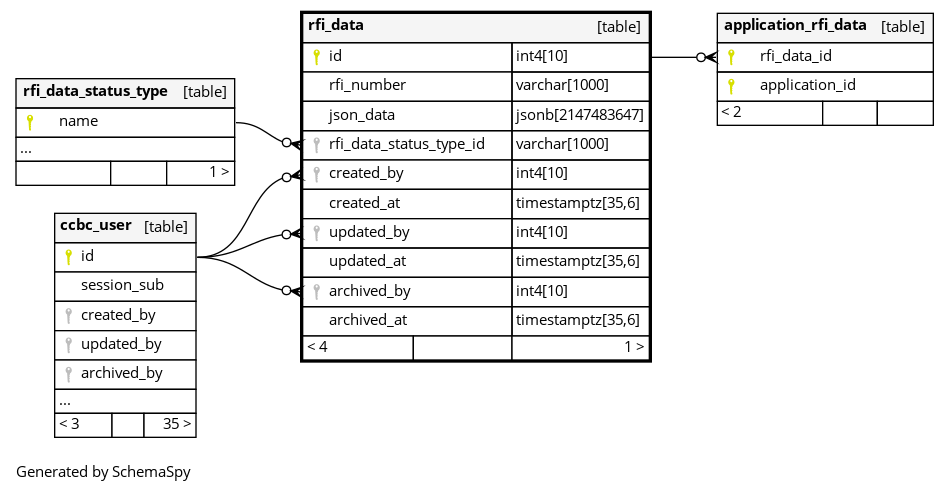 rfi_data_status_type [table]
name
...
1 >
ccbc_user [table]
id
session_sub
created_by
updated_by
archived_by
...
< 3 35 >
rfi_data [table]
id int4[10]
rfi_number varchar[1000]
json_data jsonb[2147483647]
rfi_data_status_type_id varchar[1000]
created_by int4[10]
created_at timestamptz[35,6]
updated_by int4[10]
updated_at timestamptz[35,6]
archived_by int4[10]
archived_at timestamptz[35,6]
< 4 1 >
application_rfi_data [table]
rfi_data_id
application_id
< 2
Generated by SchemaSpy